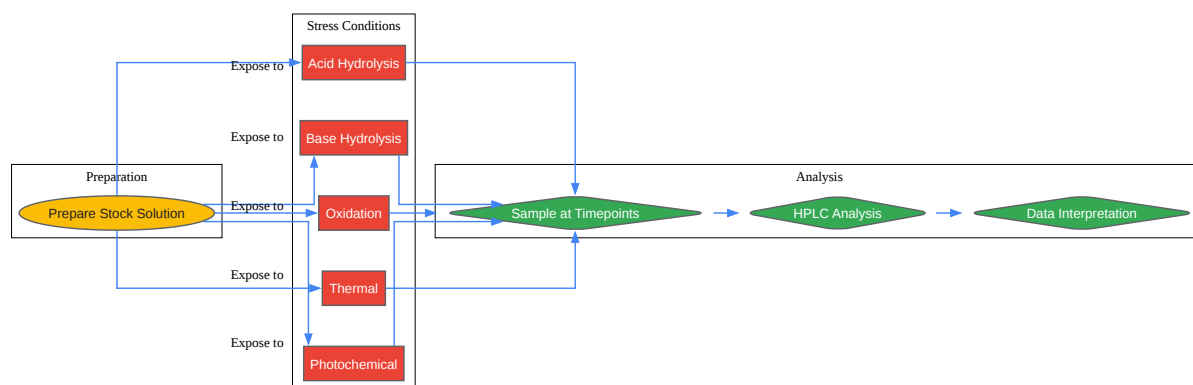 Stress Conditions
Expose to
Acid Hydrolysis
Expose to
Base Hydrolysis
Preparation
Analysis
Prepare Stock Solution
Expose to
Oxidation
Sample at Timepoints
HPLC Analysis
Data Interpretation
Expose to
Thermal
Expose to
Photochemical